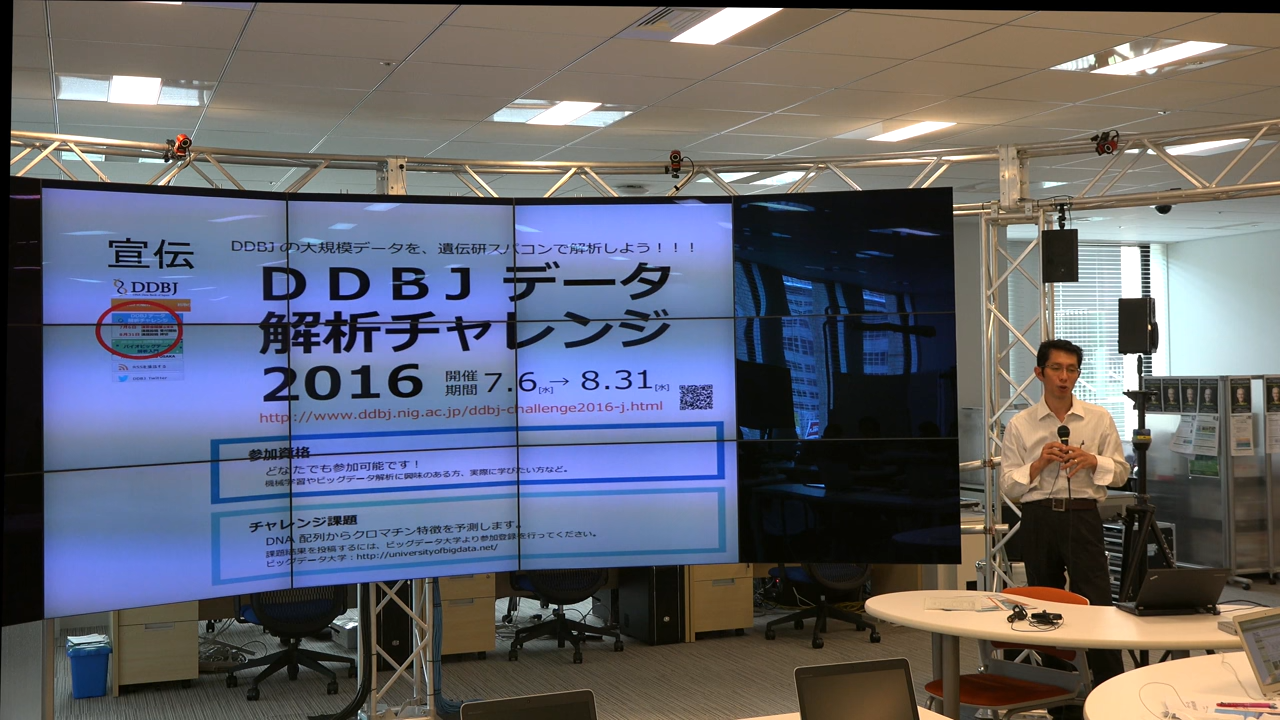 宣伝
DDBJ の大規模データを、遺伝研スパコンで解析しよう！！！
DDBJ
DDBJ データ
解析チャレンジ
2016 開催期間 7.6[水]→ 8.31[水]
http://www.ddbj.nig.ac.jp/ddbj-challenge2016-j.html
参加資格
どなたでも参加可能です！
機械学習やビッグデータ解析に興味のある方、実際に学びたい方など。
チャレンジ課題
DNA 配列からクロマチン特徴を予測します。
課題結果を投稿するには、ビッグデータ大学より参加登録を行ってください。
ビッグデータ大学：http://universityofbigdata.net/